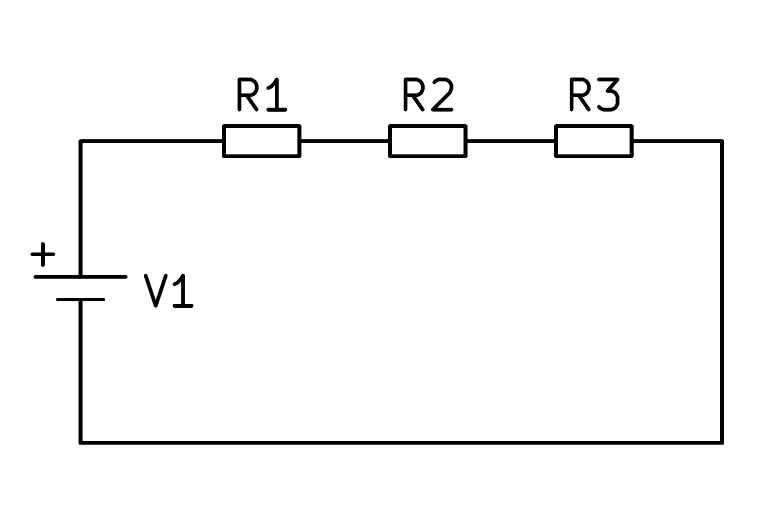 R1 R2 R3
+
V1